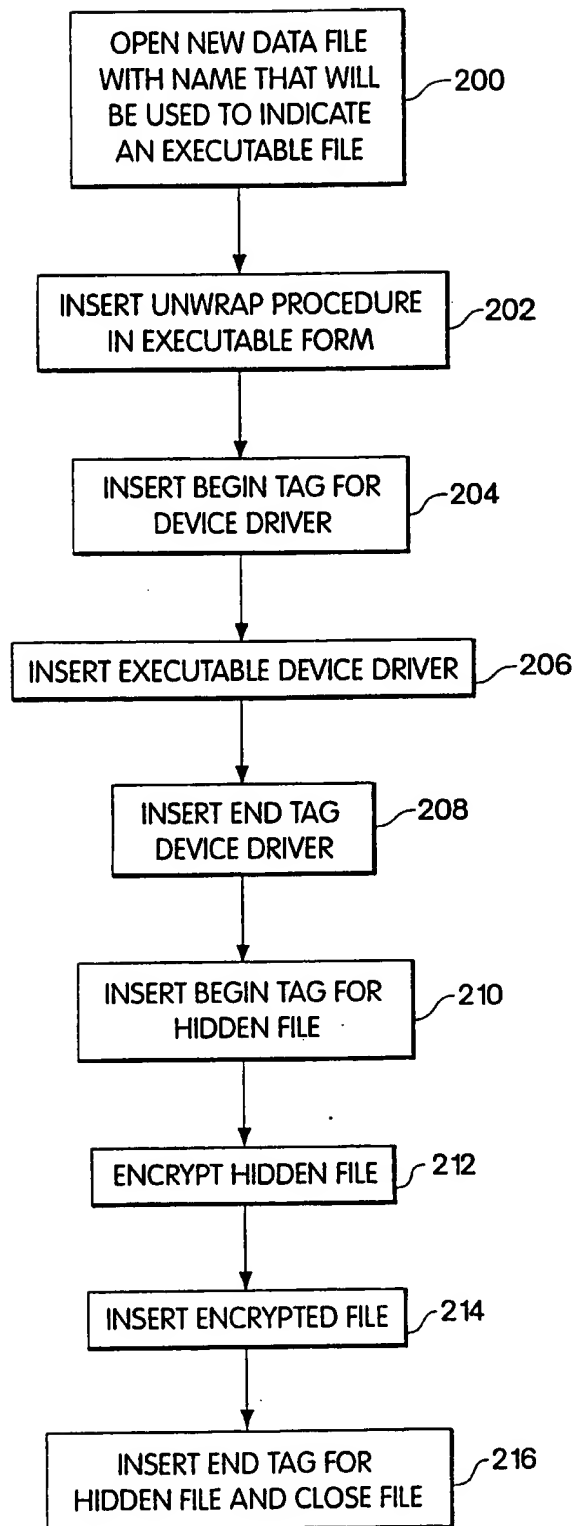 OPEN NEW DATA FILE
WITH NAME THAT WILL
BE USED TO INDICATE
AN EXECUTABLE FILE
200
INSERT UNWRAP PROCEDURE
IN EXECUTABLE FORM
202
INSERT BEGIN TAG FOR
DEVICE DRIVER
204
INSERT EXECUTABLE DEVICE DRIVER
206
INSERT END TAG
DEVICE DRIVER
208
INSERT BEGIN TAG FOR
HIDDEN FILE
210
ENCRYPT HIDDEN FILE
212
INSERT ENCRYPTED FILE
214
INSERT END TAG FOR
HIDDEN FILE AND CLOSE FILE
216